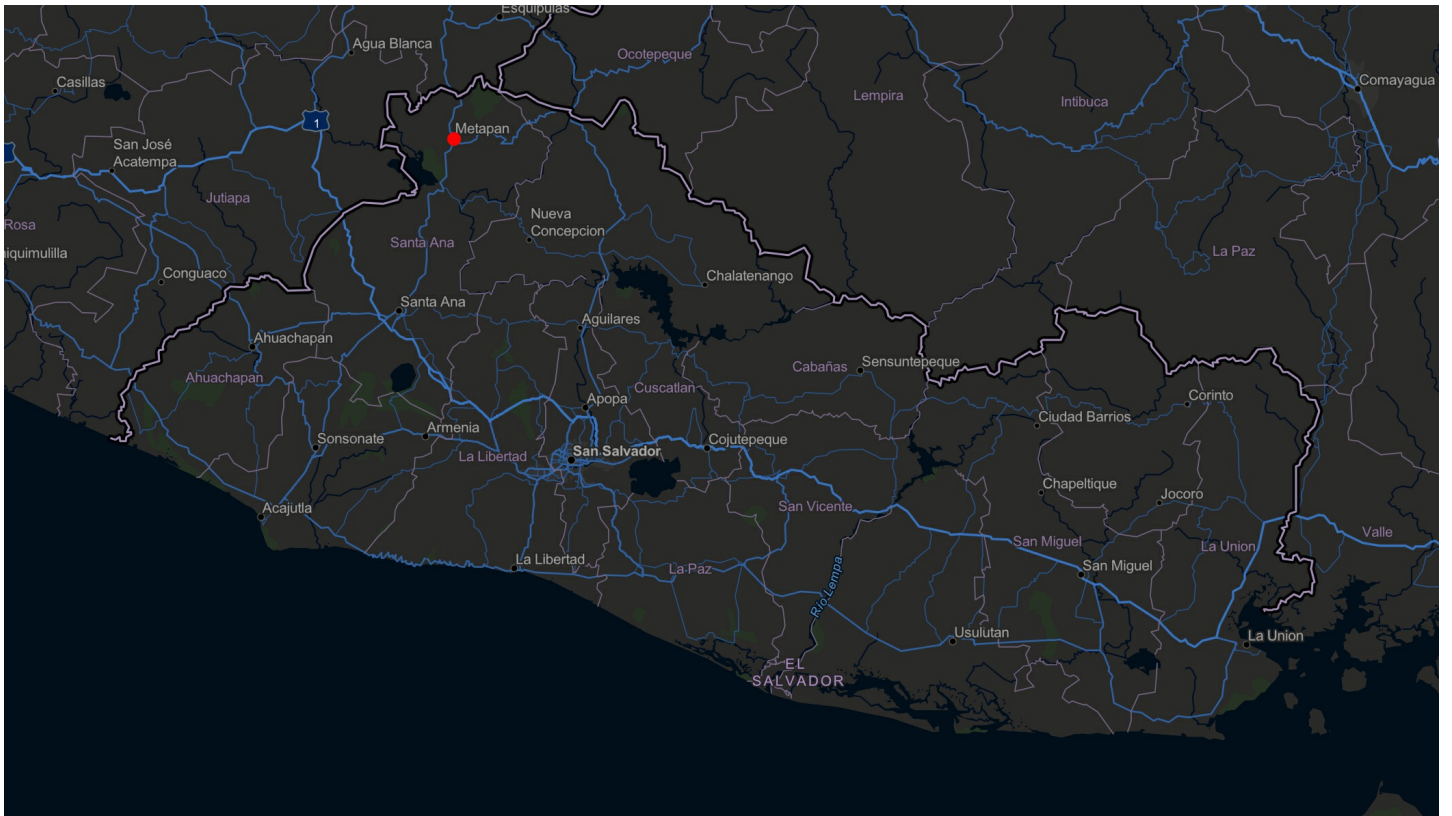 Esquipulas
Agua Blanca
Ocotepeque
Casillas
Comayagua
Lempira
Intibuca
1
Metapan
San José
Acatempa
Jutiapa
Rosa
Nueva
Concepcion
Santa Ana
La Paz
iquimulilla
Conguaco
Chalatenango
Santa Ana
Aguilares
Ahuachapan
Sensuntepeque
Cabañas
Ahuachapan
Cuscatlan
Apopa
Corinto
Ciudad Barrios
Armenia
Sonsonate
Cojutepeque
San Salvador
La Libertad
Chapeltique
Jocoro
Acajutla
San Vicente
Valle
San Miguel
La Union
La Libertad
La Paz
San Miguel
Río Lempa
Usulutan
La Union
EL
SALVADOR